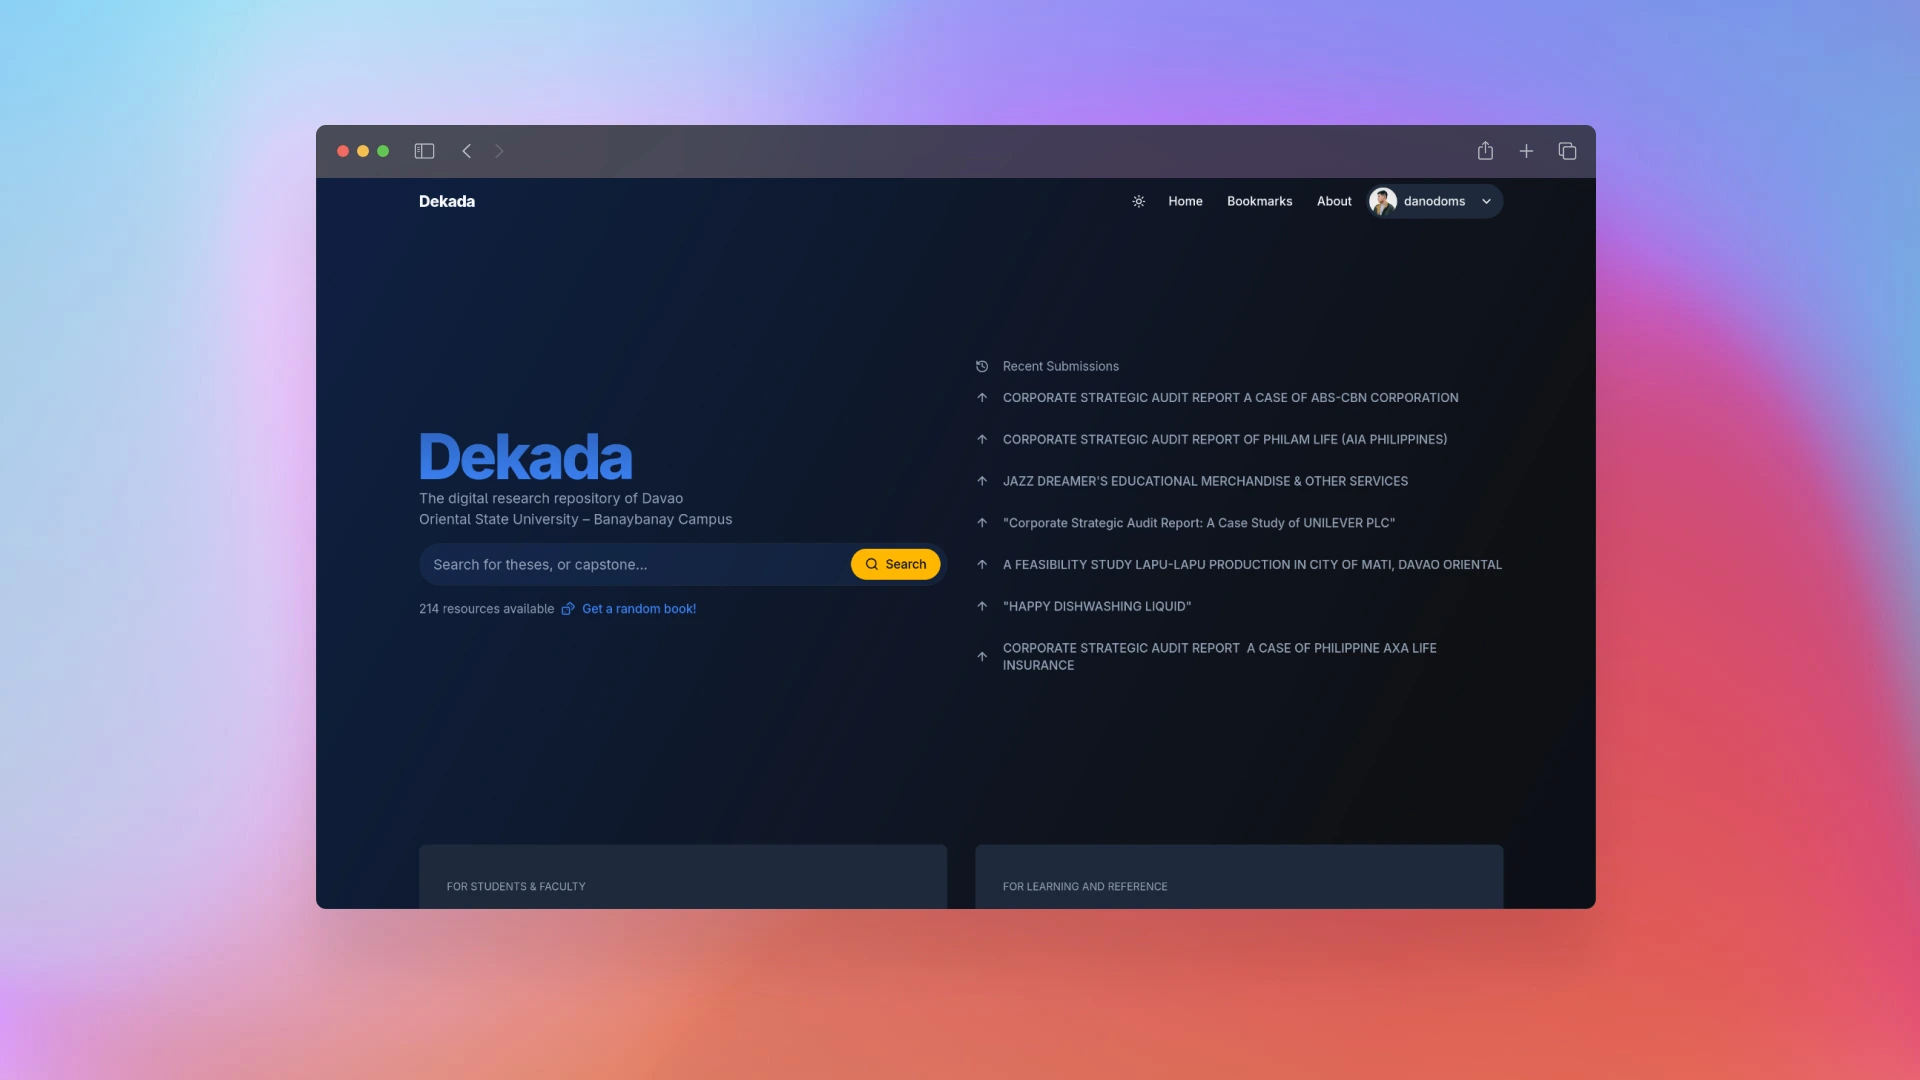 Dekada
Home
Bookmarks
About
danodoms
Dekada
The digital research repository of Davao
Oriental State University – Banaybanay Campus
Search for theses, or capstone...
Search
214 resources available
Get a random book!
Recent Submissions
CORPORATE STRATEGIC AUDIT REPORT A CASE OF ABS-CBN CORPORATION
CORPORATE STRATEGIC AUDIT REPORT OF PHILAM LIFE (AIA PHILIPPINES)
JAZZ DREAMER'S EDUCATIONAL MERCHANDISE & OTHER SERVICES
"Corporate Strategic Audit Report: A Case Study of UNILEVER PLC"
A FEASIBILITY STUDY LAPU-LAPU PRODUCTION IN CITY OF MATI, DAVAO ORIENTAL
"HAPPY DISHWASHING LIQUID"
CORPORATE STRATEGIC AUDIT REPORT  A CASE OF PHILIPPINE AXA LIFE
INSURANCE
FOR STUDENTS & FACULTY
FOR LEARNING AND REFERENCE